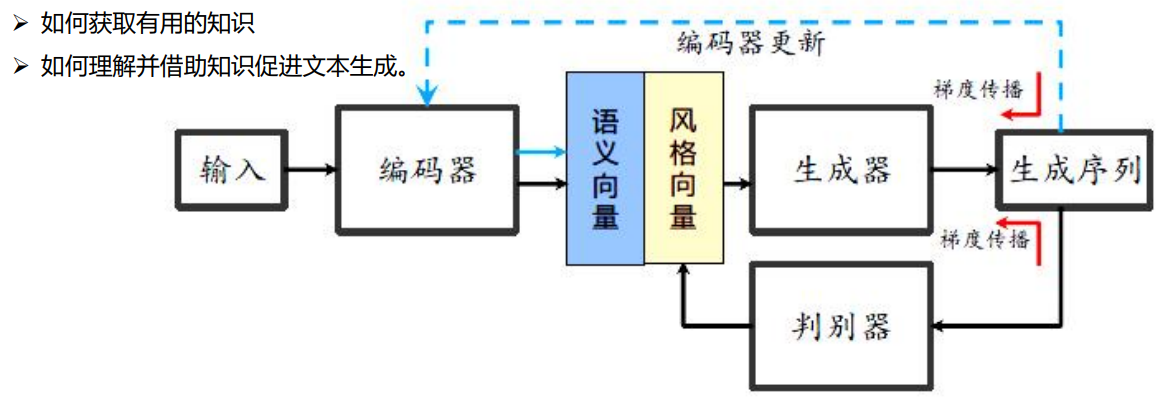 ➢ 如何获取有用的知识
➢ 如何理解并借助知识促进文本生成。
编码器更新
梯度传播
输入
编码器
语义向量
风格向量
生成器
生成序列
梯度传播
判别器